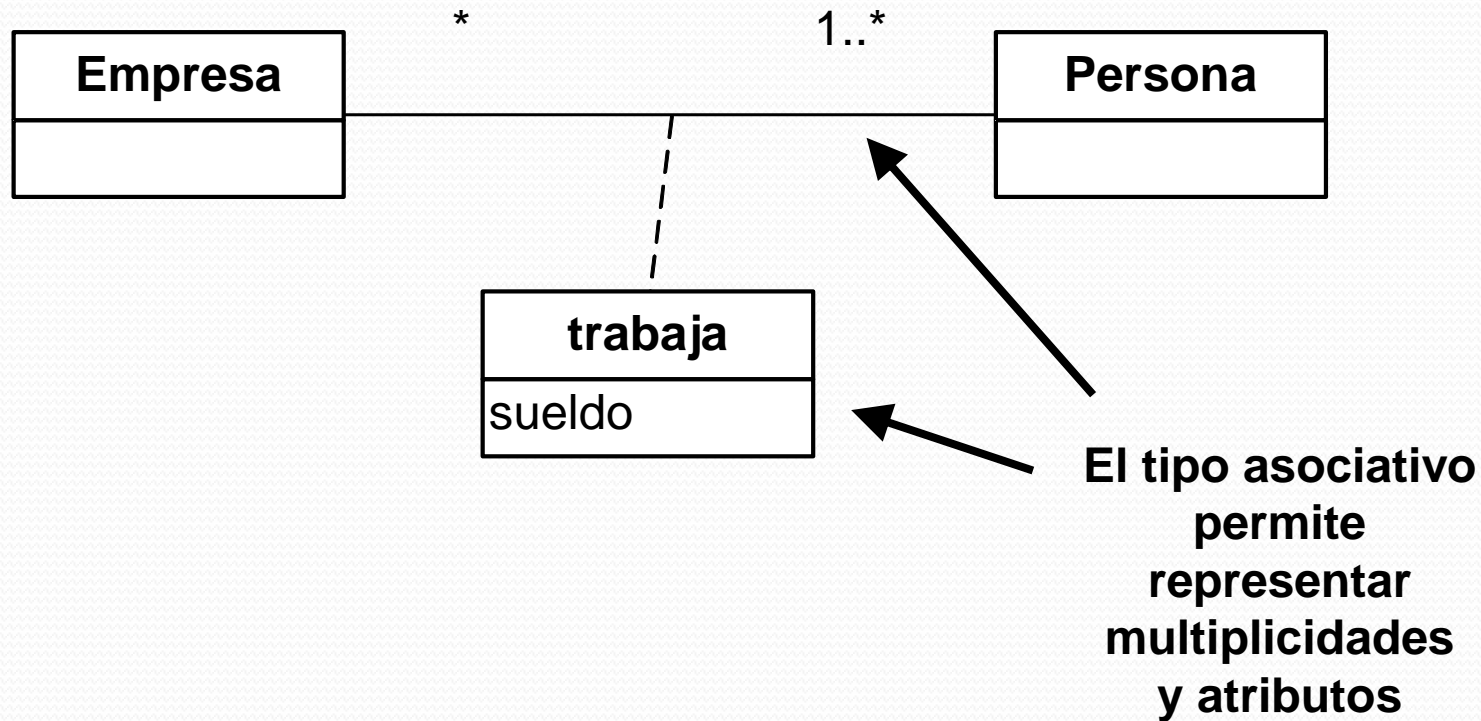 *
1..*
Empresa
Persona
trabaja
sueldo
El tipo asociativo
permite
representar
multiplicidades
y atributos